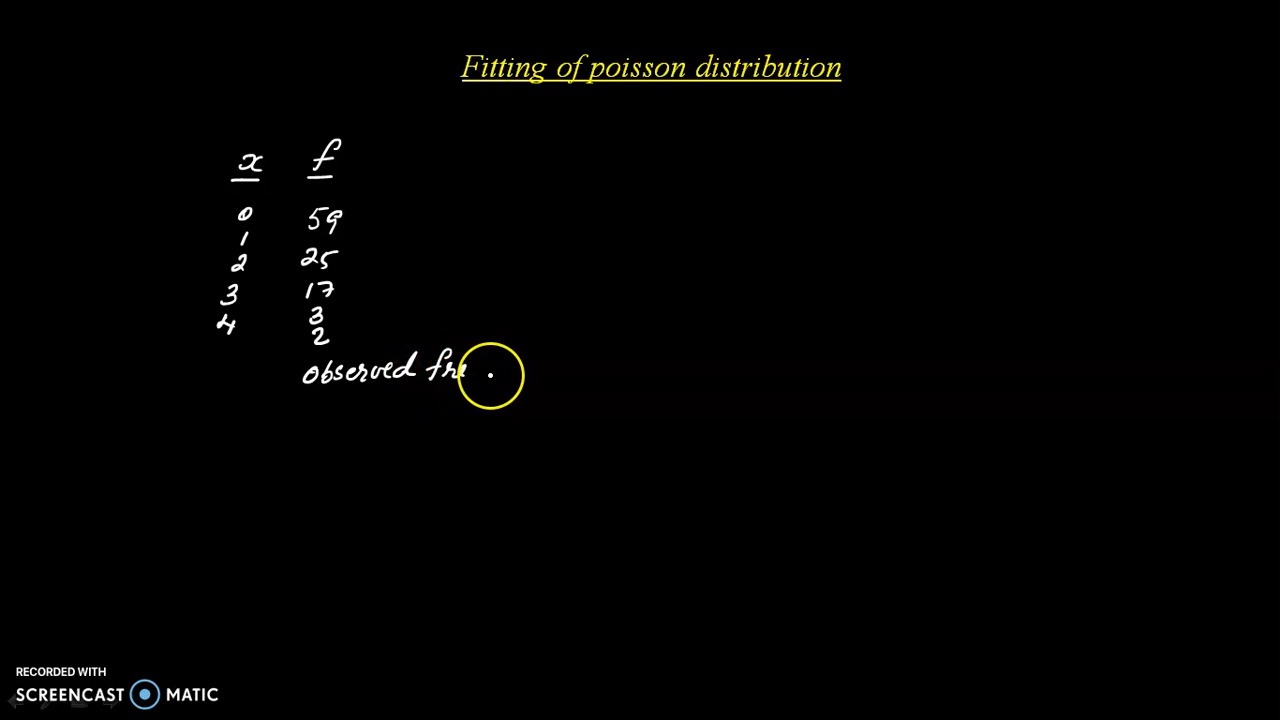 Fitting of poisson distribution
x f
0 59
1
2 25
3 17
4 3
2
observed fre
RECORDED WITH
SCREENCAST MATIC